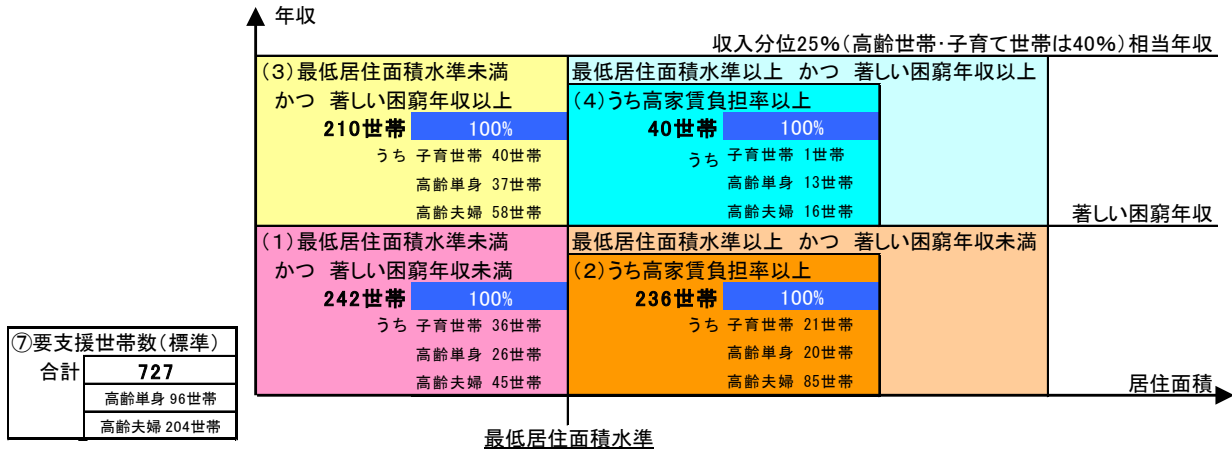 年収
収入分位25%(高齢世帯・子育て世帯は40%)相当年収
(3)最低居住面積水準未満
かつ 著しい困窮年収以上
210世帯 100%
うち 子育世帯 40世帯
高齢単身 37世帯
高齢夫婦 58世帯
最低居住面積水準以上 かつ 著しい困窮年収以上
(4)うち高家賃負担率以上
40世帯 100%
うち 子育世帯 1世帯
高齢単身 13世帯
高齢夫婦 16世帯
著しい困窮年収
(1)最低居住面積水準未満
かつ 著しい困窮年収未満
242世帯 100%
うち 子育世帯 36世帯
高齢単身 26世帯
高齢夫婦 45世帯
最低居住面積水準以上 かつ 著しい困窮年収未満
(2)うち高家賃負担率以上
236世帯 100%
うち 子育世帯 21世帯
高齢単身 20世帯
高齢夫婦 85世帯
居住面積
⑦要支援世帯数(標準)
合計 727
高齢単身 96世帯
高齢夫婦 204世帯
最低居住面積水準